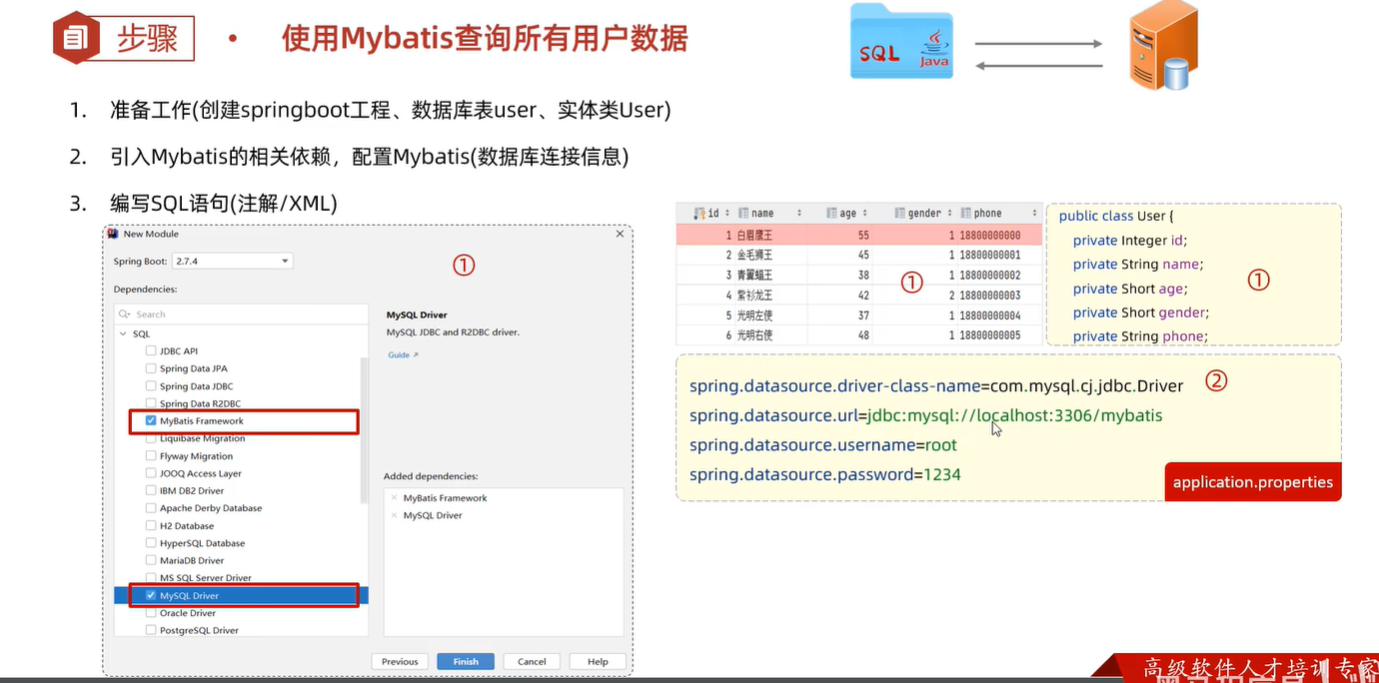 步骤
使用Mybatis查询所有用户数据
SQL
Java
1. 准备工作(创建springboot工程、数据库表user、实体类User)
2. 引入Mybatis的相关依赖，配置Mybatis(数据库连接信息)
3. 编写SQL语句(注解/XML)
New Module
①
Spring Boot: 2.7.4
Dependencies:
Search
SQL
JDBC API
Spring Data JPA
Spring Data JDBC
Spring Data R2DBC
MyBatis Framework
Liquibase Migration
Flyway Migration
JOOQ Access Layer
IBM DB2 Driver
Apache Derby Database
H2 Database
HyperSQL Database
MariaDB Driver
MS SQL Server Driver
MySQL Driver
Oracle Driver
PostgreSQL Driver
MySQL Driver
MySQL JDBC and R2DBC driver.
Guide
Added dependencies:
MyBatis Framework
MySQL Driver
Previous Finish Cancel Help
id name age gender phone
1 白眉鹰王 55 1 18800000000
2 金毛狮王 45 1 18800000001
3 青翼蝠王 38 1 18800000002
4 紫衫龙王 42 2 18800000003
5 光明左使 37 1 18800000004
6 光明右使 48 1 18800000005
①
public class User {
private Integer id;
private String name;
private Short age;
private Short gender;
private String phone;
①
spring.datasource.driver-class-name=com.mysql.cj.jdbc.Driver
②
spring.datasource.url=jdbc:mysql://localhost:3306/mybatis
spring.datasource.username=root
spring.datasource.password=1234
application.properties
高级软件人才培训专家